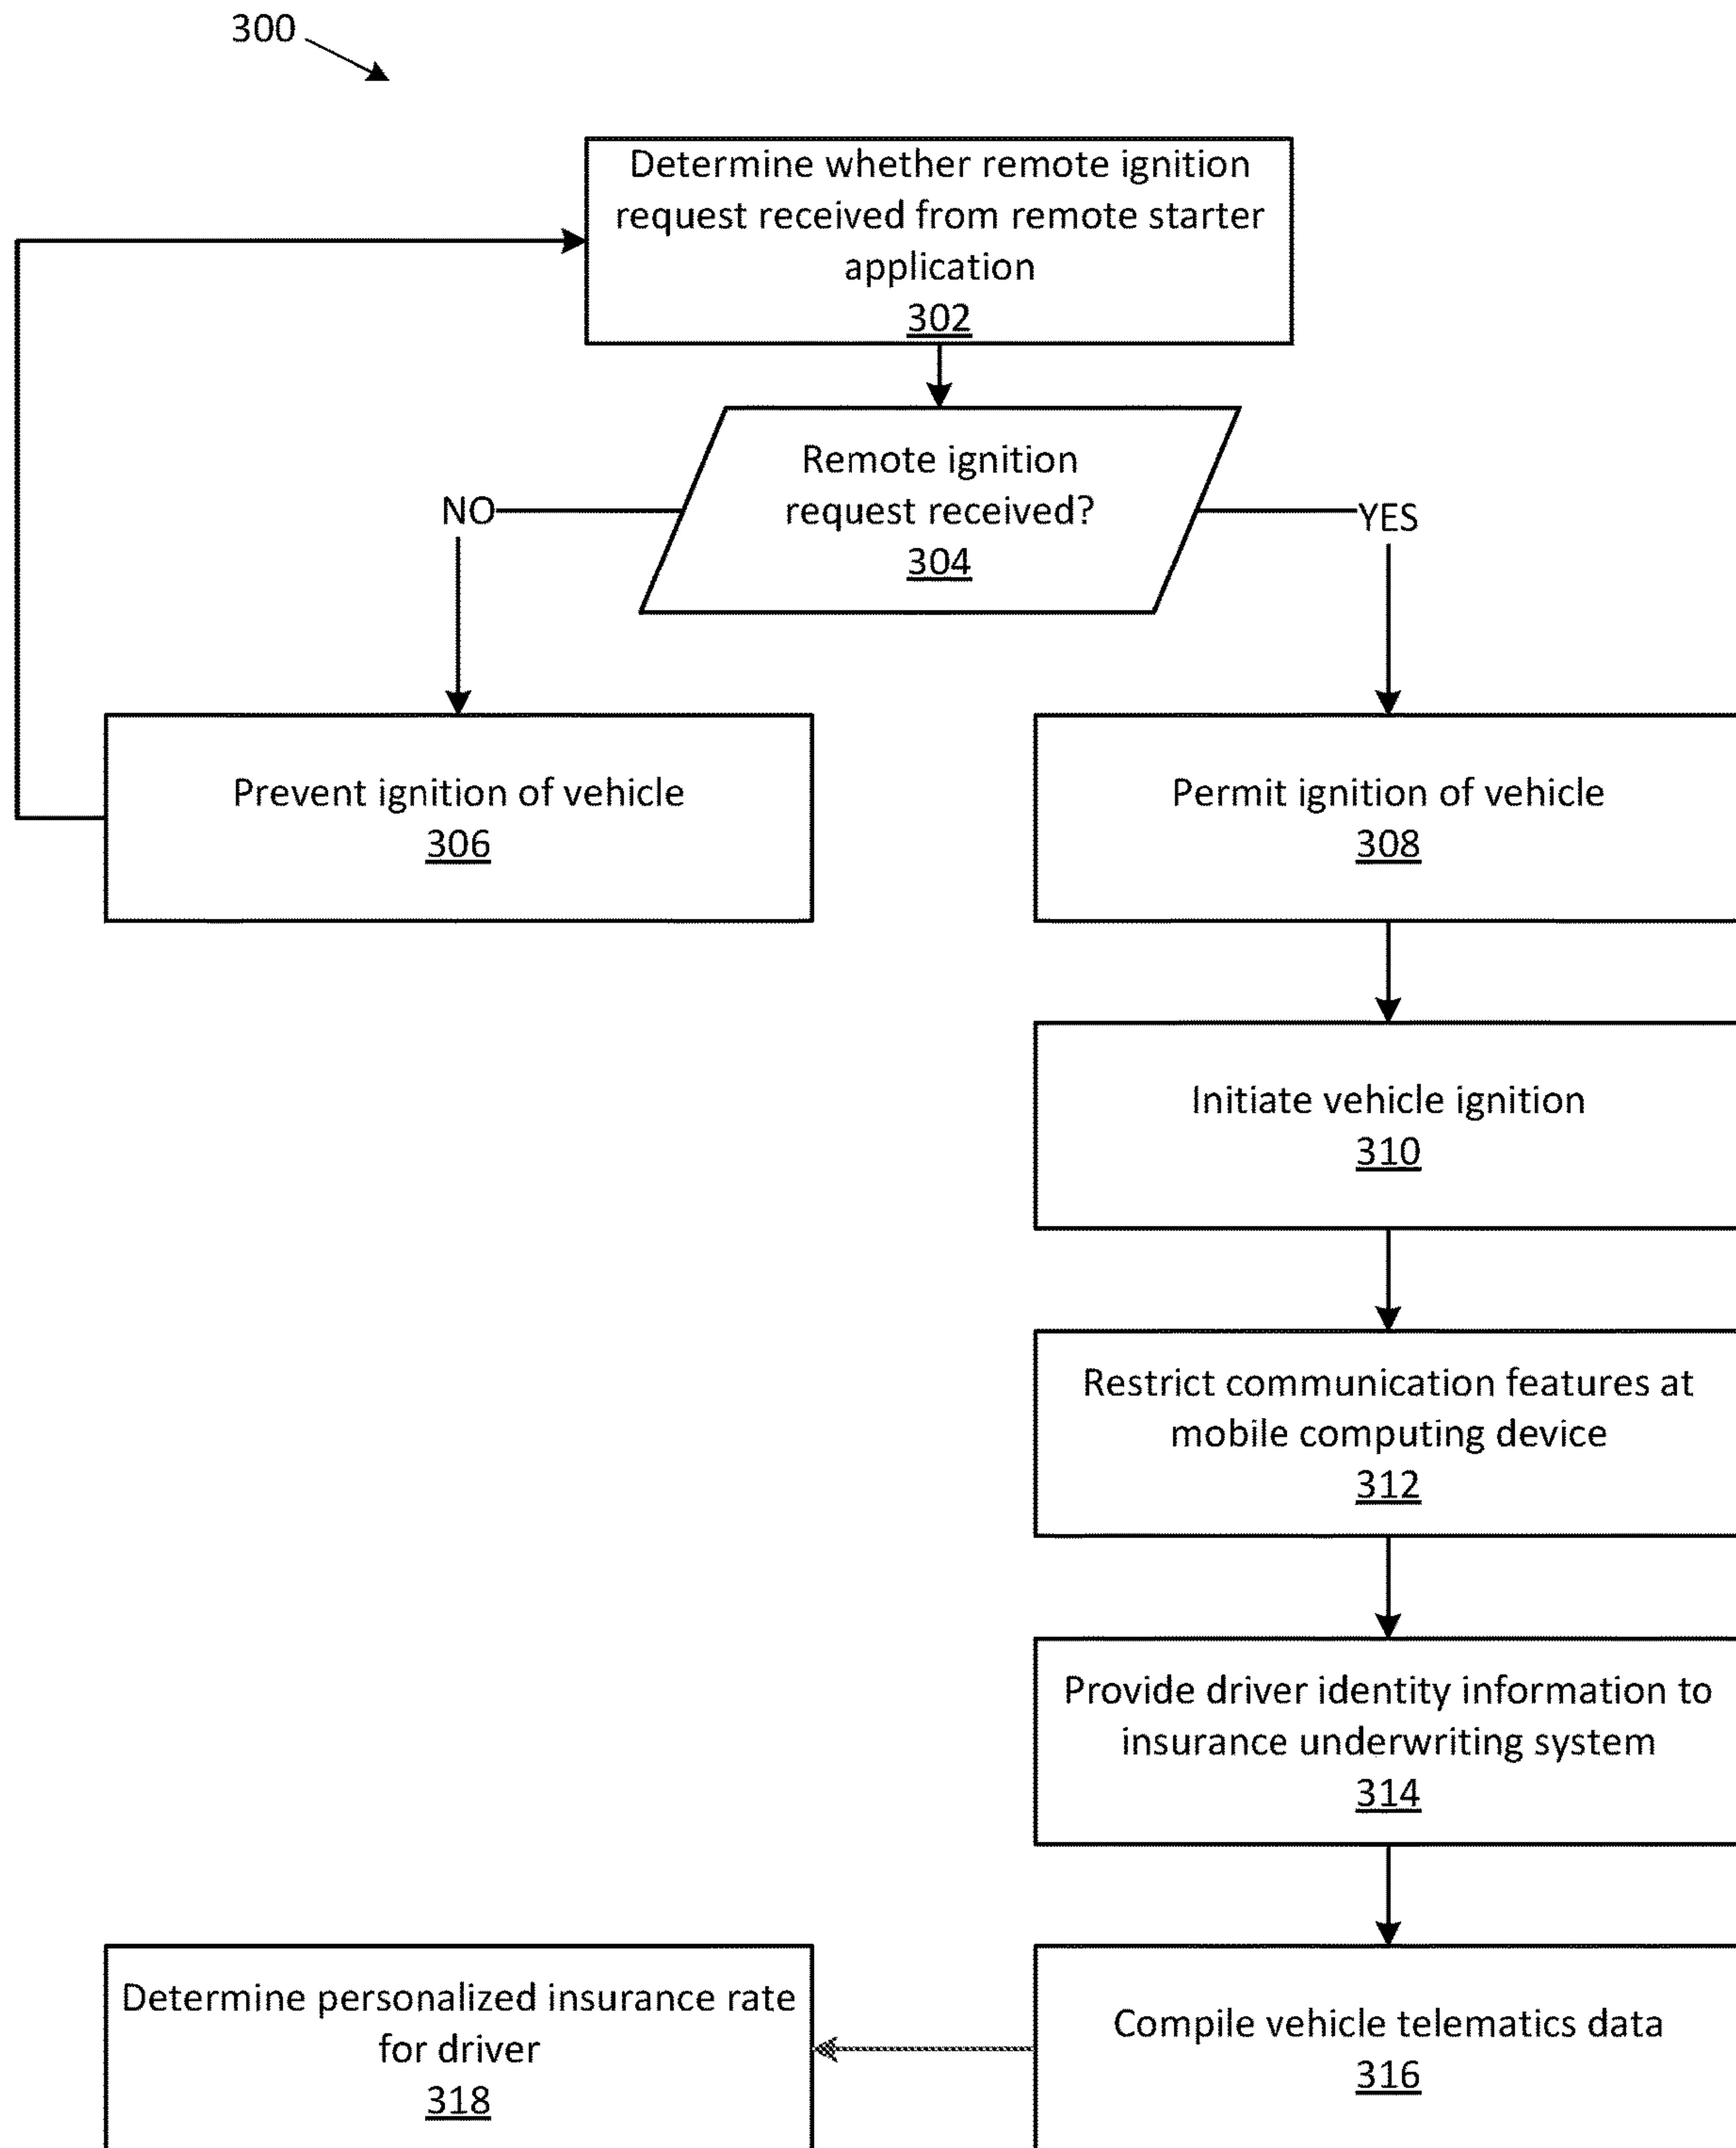 300
Determine whether remote ignition
request received from remote starter
application
302
Remote ignition
request received?
304
NO
YES
Prevent ignition of vehicle
306
Permit ignition of vehicle
308
Initiate vehicle ignition
310
Restrict communication features at
mobile computing device
312
Provide driver identity information to
insurance underwriting system
314
Determine personalized insurance rate
for driver
318
Compile vehicle telematics data
316